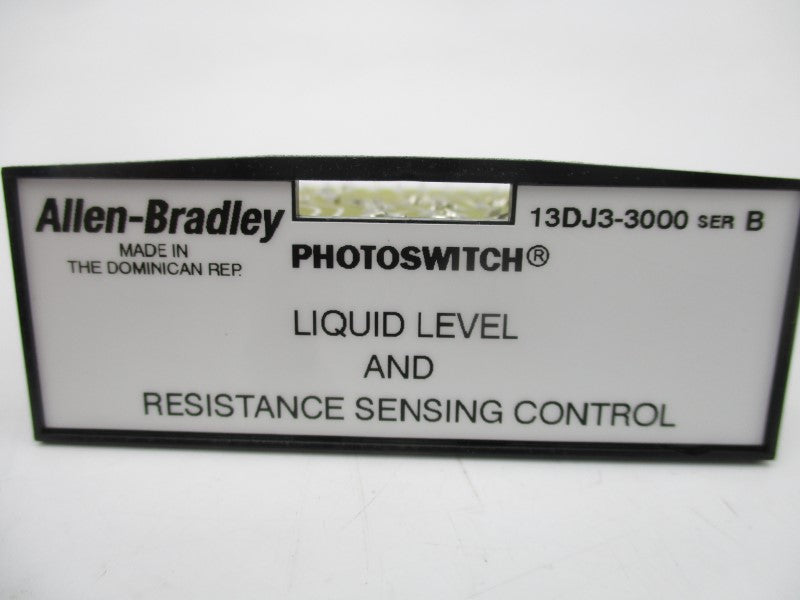 Allen-Bradley
MADE IN
THE DOMINICAN REP.
13DJ3-3000 SER B
PHOTOSWITCH®
LIQUID LEVEL
AND
RESISTANCE SENSING CONTROL